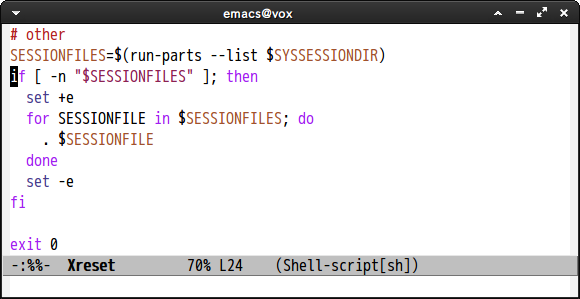 emacs@vox
# other
SESSIONFILES=$(run-parts --list $SYSSESSIONDIR)
if [ -n "$SESSIONFILES" ]; then
  set +e
  for SESSIONFILE in $SESSIONFILES; do
    . $SESSIONFILE
  done
  set -e
fi

exit 0
-:%%-  Xreset         70% L24    (Shell-script[sh])